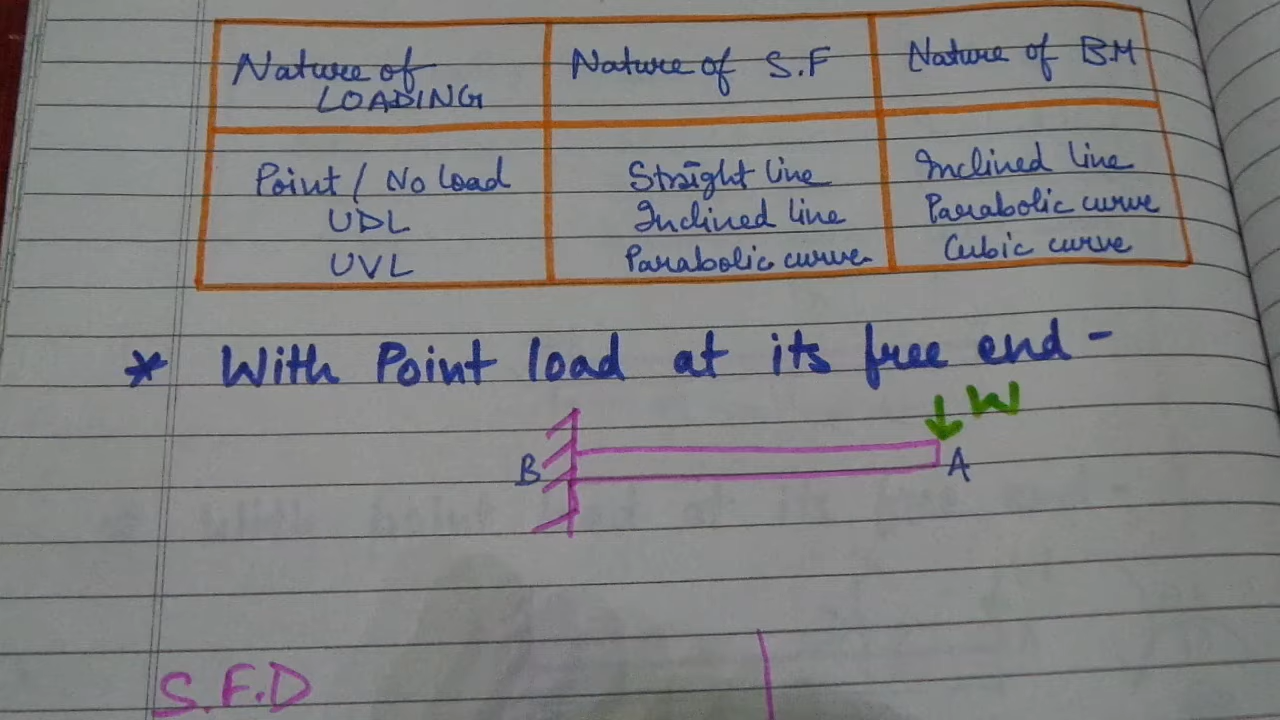 Nature of LOADING
Nature of S.F
Nature of BM
Point / No load
Straight line
Inclined line
UDL
Inclined line
Parabolic curve
UVL
Parabolic curve
Cubic curve
* With Point load at its free end -
W
B
A
S.F.D